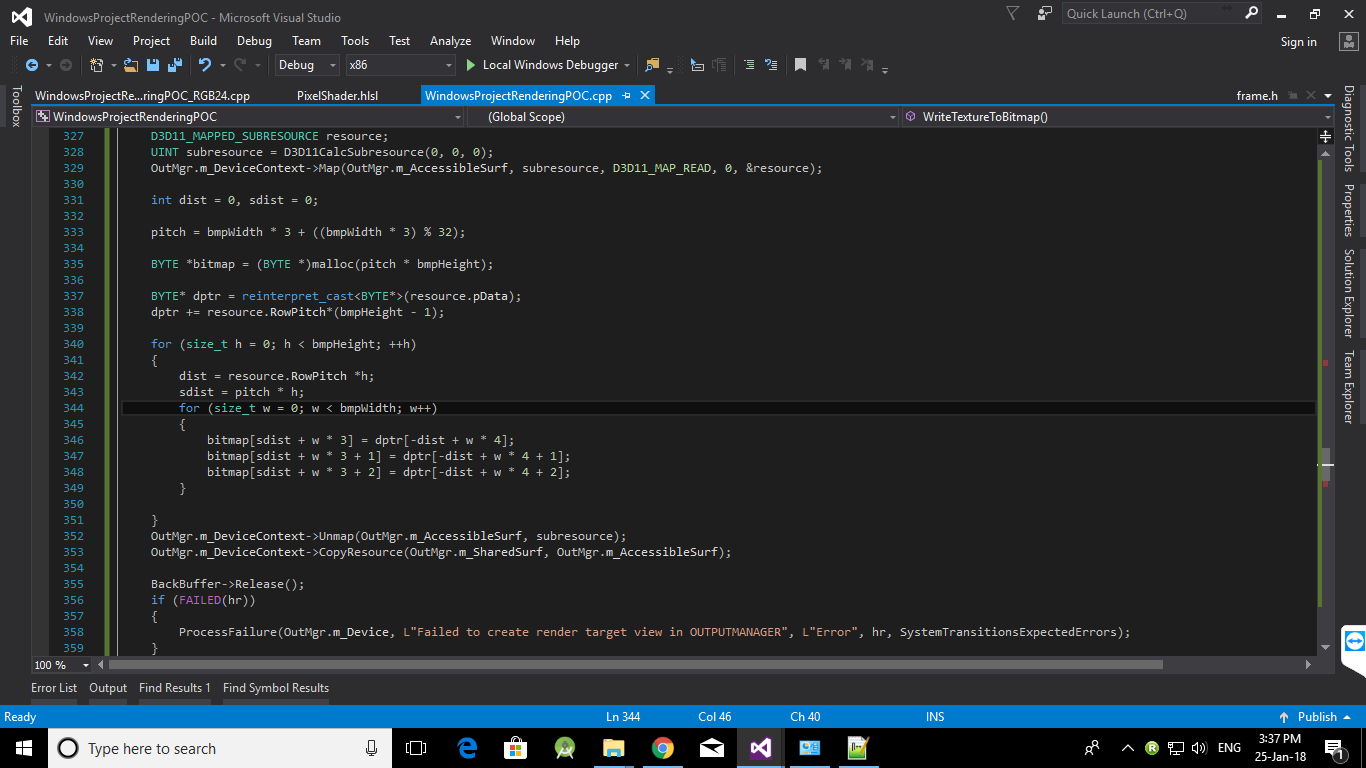 WindowsProjectRenderingPOC - Microsoft Visual Studio
Quick Launch (Ctrl+Q)
File Edit View Project Build Debug Team Tools Test Analyze Window Help
Sign in
Debug x86 Local Windows Debugger
Toolbox
WindowsProjectRe...ringPOC_RGB24.cpp PixelShader.hlsl WindowsProjectRenderingPOC.cpp frame.h
WindowsProjectRenderingPOC (Global Scope) WriteTextureToBitmap()
327 D3D11_MAPPED_SUBRESOURCE resource;
328 UINT subresource = D3D11CalcSubresource(0, 0, 0);
329 OutMgr.m_DeviceContext->Map(OutMgr.m_AccessibleSurf, subresource, D3D11_MAP_READ, 0, &resource);
330
331 int dist = 0, sdist = 0;
332
333 pitch = bmpWidth * 3 + ((bmpWidth * 3) % 32);
334
335 BYTE *bitmap = (BYTE *)malloc(pitch * bmpHeight);
336
337 BYTE* dptr = reinterpret_cast<BYTE*>(resource.pData);
338 dptr += resource.RowPitch*(bmpHeight - 1);
339
340 for (size_t h = 0; h < bmpHeight; ++h)
341 {
342 dist = resource.RowPitch *h;
343 sdist = pitch * h;
344 for (size_t w = 0; w < bmpWidth; w++)
345 {
346 bitmap[sdist + w * 3] = dptr[-dist + w * 4];
347 bitmap[sdist + w * 3 + 1] = dptr[-dist + w * 4 + 1];
348 bitmap[sdist + w * 3 + 2] = dptr[-dist + w * 4 + 2];
349 }
350
351 }
352 OutMgr.m_DeviceContext->Unmap(OutMgr.m_AccessibleSurf, subresource);
353 OutMgr.m_DeviceContext->CopyResource(OutMgr.m_SharedSurf, OutMgr.m_AccessibleSurf);
354
355 BackBuffer->Release();
356 if (FAILED(hr))
357 {
358 ProcessFailure(OutMgr.m_Device, L"Failed to create render target view in OUTPUTMANAGER", L"Error", hr, SystemTransitionsExpectedErrors);
359 }
Diagnostic Tools
Properties
Solution Explorer
Team Explorer
100 %
Error List Output Find Results 1 Find Symbol Results
Ready Ln 344 Col 46 Ch 40 INS Publish
Type here to search
ENG
3:37 PM
25-Jan-18
1